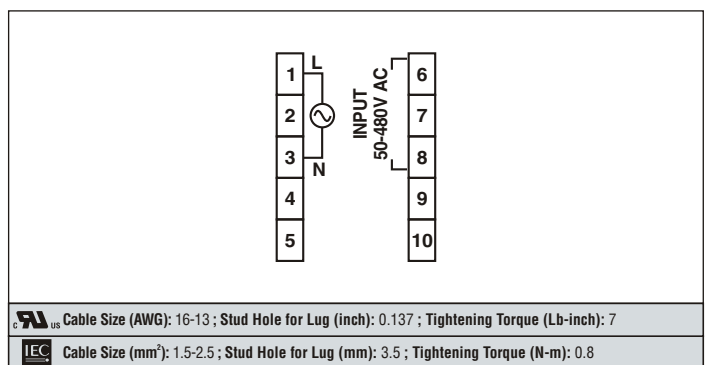 L
1
2
3
N
4
5
INPUT
50-480V AC
6
7
8
9
10
c RU us Cable Size (AWG): 16-13 ; Stud Hole for Lug (inch): 0.137 ; Tightening Torque (Lb-inch): 7
IEC Cable Size (mm²): 1.5-2.5 ; Stud Hole for Lug (mm): 3.5 ; Tightening Torque (N-m): 0.8